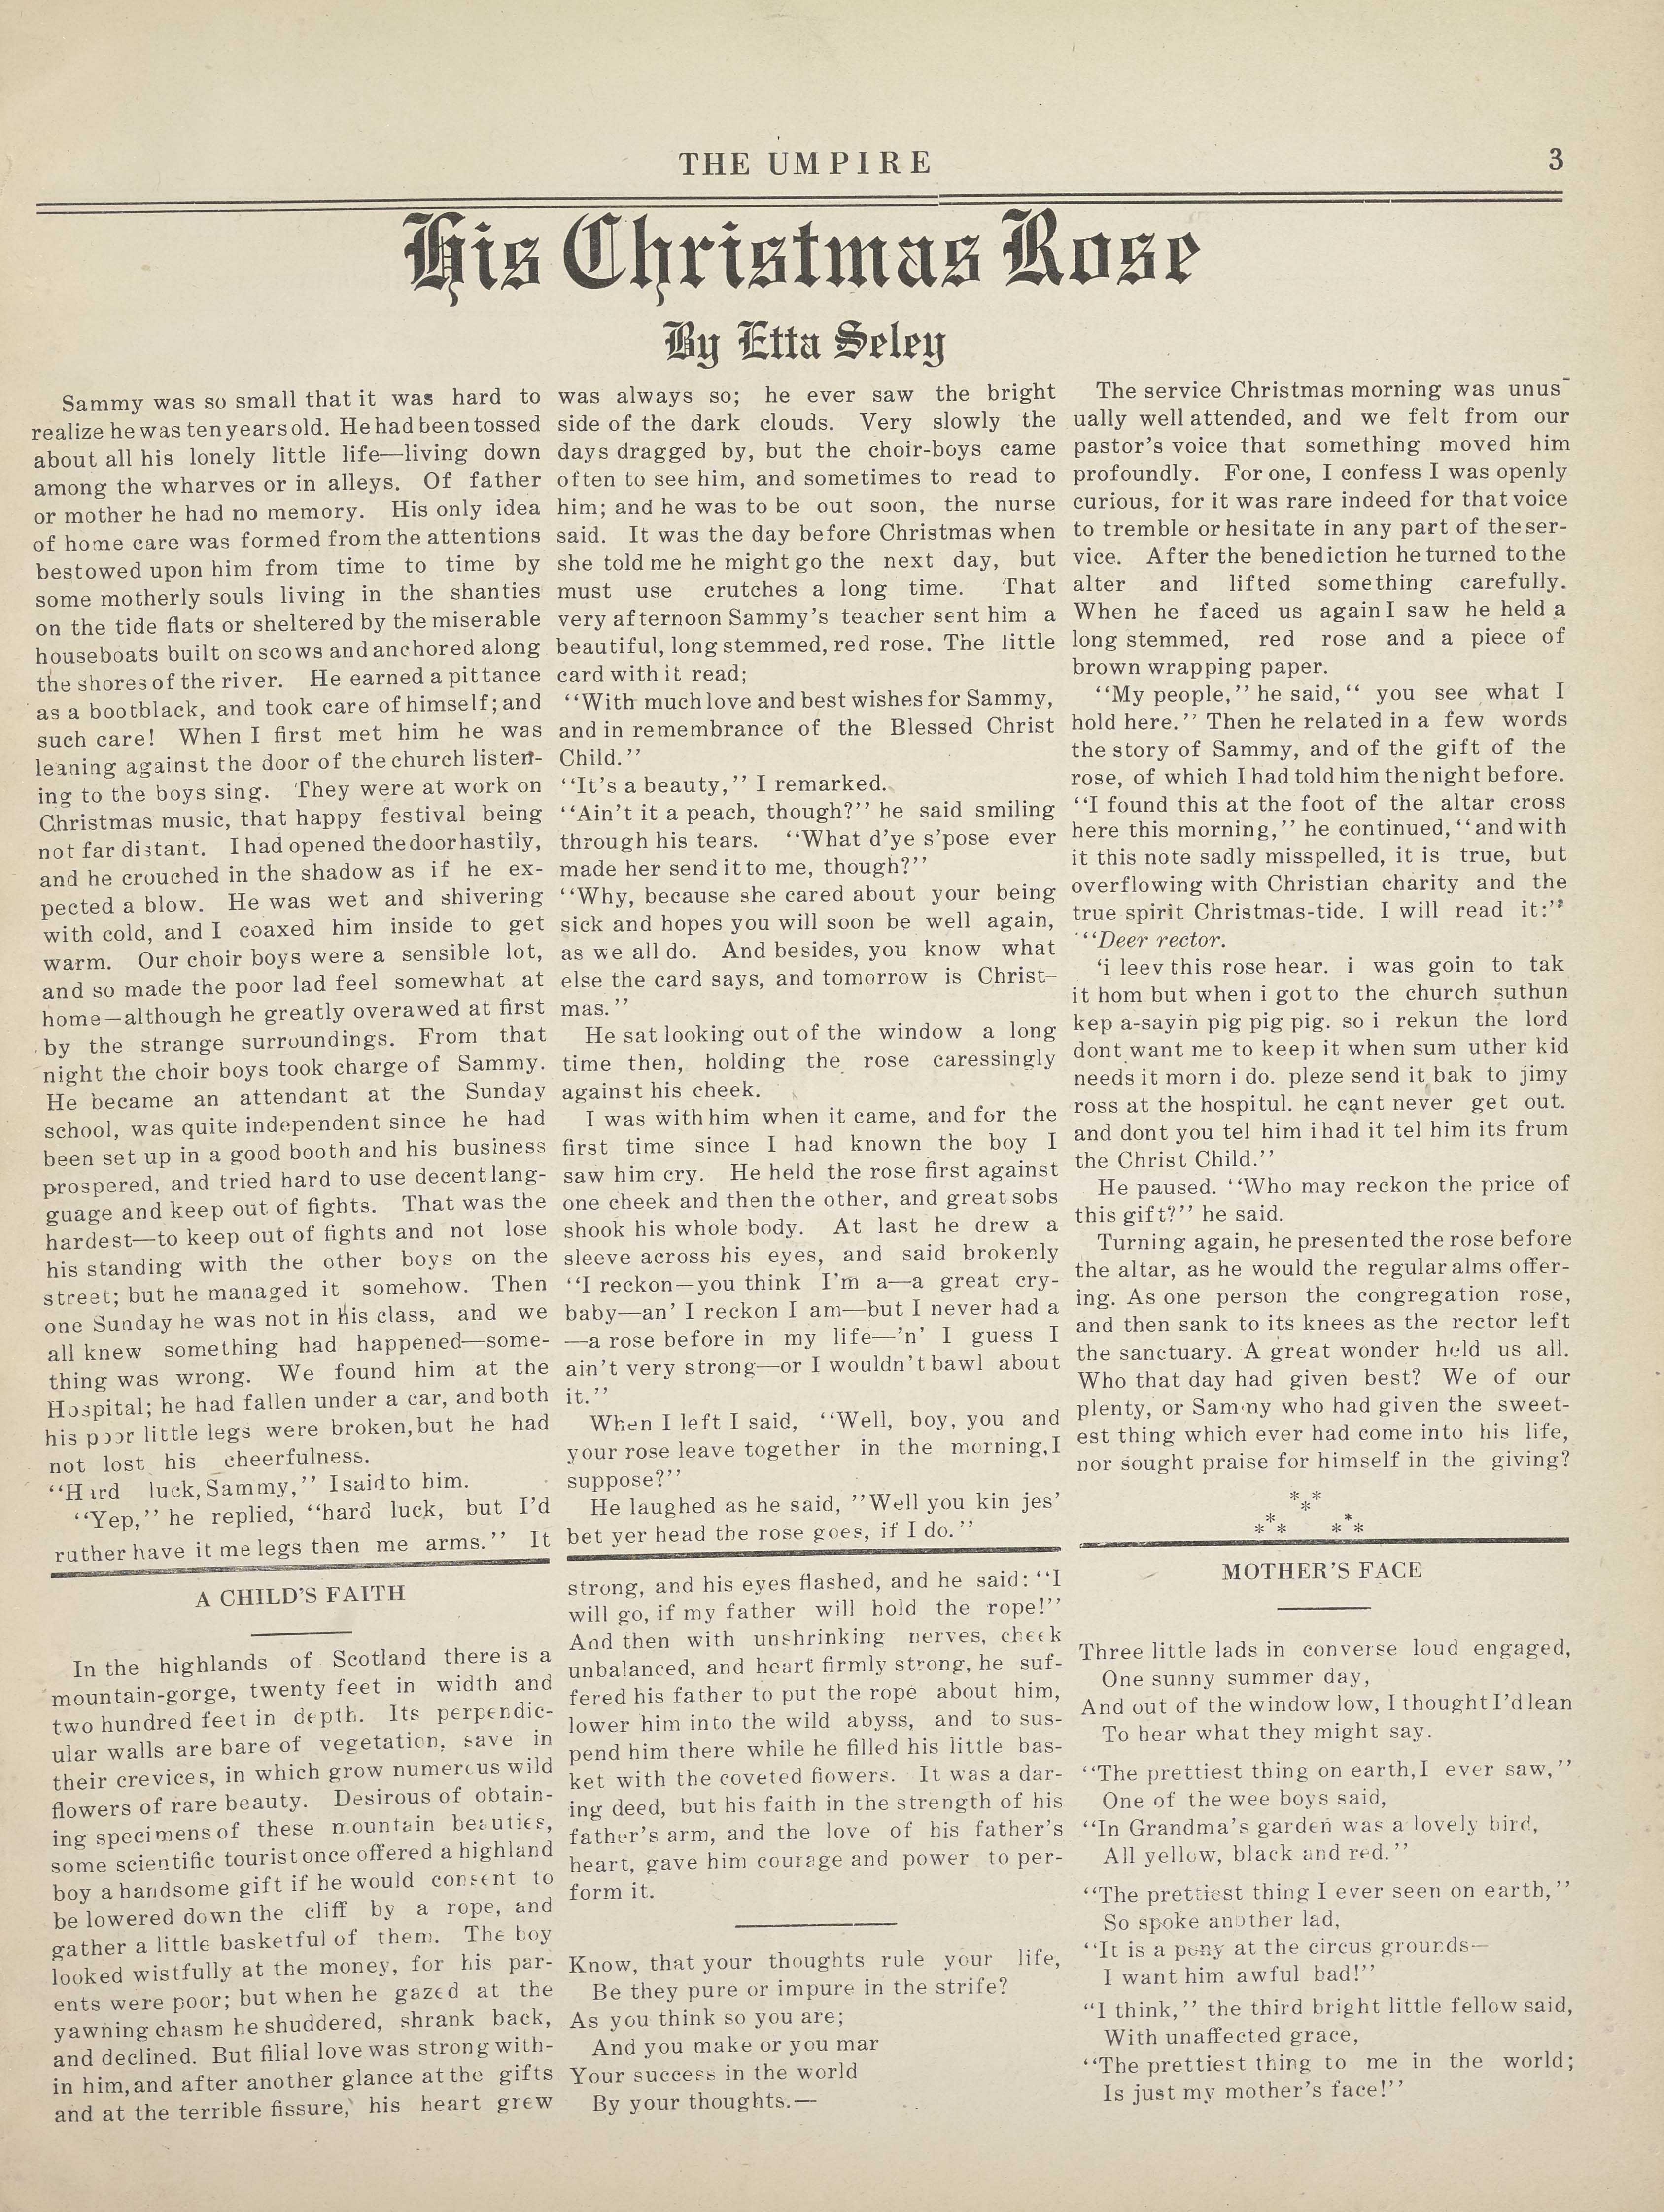 THE UMPIRE
3
His Christmas Rose
By Etta Seley
Sammy was so small that it was hard to
realize he was ten years old. He had been tossed
about all his lonely little life—living down
among the wharves or in alleys. Of father
or mother he had no memory. His only idea
of home care was formed from the attentions
bestowed upon him from time to time by
some motherly souls living in the shanties
on the tide flats or sheltered by the miserable
houseboats built on scows and anchored along
the shores of the river. He earned a pittance
as a bootblack, and took care of himself; and
such care! When I first met him he was
leaning against the door of the church listen-
ing to the boys sing. They were at work on
Christmas music, that happy festival being
not far distant. I had opened the door hastily,
and he crouched in the shadow as if he ex-
pected a blow. He was wet and shivering
with cold, and I coaxed him inside to get
warm. Our choir boys were a sensible lot,
and so made the poor lad feel somewhat at
home—although he greatly overawed at first
by the strange surroundings. From that
night the choir boys took charge of Sammy.
He became an attendant at the Sunday
school, was quite independent since he had
been set up in a good booth and his business
prospered, and tried hard to use decent lang-
guage and keep out of fights. That was the
hardest—to keep out of fights and not lose
his standing with the other boys on the
street; but he managed it somehow. Then
one Sunday he was not in his class, and we
all knew something had happened—some-
thing was wrong. We found him at the
Hospital; he had fallen under a car, and both
his poor little legs were broken, but he had
not lost his cheerfulness.
"Hard luck, Sammy," I said to him.
"Yep," he replied, "hard luck, but I'd
ruther have it me legs then me arms." It
was always so; he ever saw the bright
side of the dark clouds. Very slowly the
days dragged by, but the choir-boys came
often to see him, and sometimes to read to
him; and he was to be out soon, the nurse
said. It was the day before Christmas when
she told me he might go the next day, but
must use crutches a long time. That
very afternoon Sammy's teacher sent him a
beautiful, long stemmed, red rose. The little
card with it read;
"With much love and best wishes for Sammy,
and in remembrance of the Blessed Christ
Child."
"It's a beauty," I remarked.
"Ain't it a peach, though?" he said smiling
through his tears. "What d'ye s'pose ever
made her send it to me, though?"
"Why, because she cared about your being
sick and hopes you will soon be well again,
as we all do. And besides, you know what
else the card says, and tomorrow is Christ-
mas."
He sat looking out of the window a long
time then, holding the rose caressingly
against his cheek.
I was with him when it came, and for the
first time since I had known the boy I
saw him cry. He held the rose first against
one cheek and then the other, and great sobs
shook his whole body. At last he drew a
sleeve across his eyes, and said brokenly
"I reckon—you think I'm a—a great cry-
baby—an' I reckon I am—but I never had a
—a rose before in my life—'n' I guess I
ain't very strong—or I wouldn't bawl about
it."
When I left I said, "Well, boy, you and
your rose leave together in the morning, I
suppose?"
He laughed as he said, "Well you kin jes'
bet yer head the rose goes, if I do."
The service Christmas morning was unus-
ually well attended, and we felt from our
pastor's voice that something moved him
profoundly. For one, I confess I was openly
curious, for it was rare indeed for that voice
to tremble or hesitate in any part of the ser-
vice. After the benediction he turned to the
alter and lifted something carefully.
When he faced us again I saw he held a
long stemmed, red rose and a piece of
brown wrapping paper.
"My people," he said, " you see what I
hold here." Then he related in a few words
the story of Sammy, and of the gift of the
rose, of which I had told him the night before.
"I found this at the foot of the altar cross
here this morning," he continued, "and with
it this note sadly misspelled, it is true, but
overflowing with Christian charity and the
true spirit Christmas-tide. I will read it:"
"Deer rector.
'i leev this rose hear. i was goin to tak
it hom but when i got to the church suthun
kep a-sayin pig pig pig. so i rekun the lord
dont want me to keep it when sum uther kid
needs it morn i do. pleze send it bak to jimy
ross at the hospitul. he cant never get out.
and dont you tel him i had it tel him its frum
the Christ Child."
He paused. "Who may reckon the price of
this gift?" he said.
Turning again, he presented the rose before
the altar, as he would the regular alms offer-
ing. As one person the congregation rose,
and then sank to its knees as the rector left
the sanctuary. A great wonder held us all.
Who that day had given best? We of our
plenty, or Sammy who had given the sweet-
est thing which ever had come into his life,
nor sought praise for himself in the giving?
***
*** ***
A CHILD'S FAITH
In the highlands of Scotland there is a
mountain-gorge, twenty feet in width and
two hundred feet in depth. Its perpendic-
ular walls are bare of vegetation, save in
their crevices, in which grow numerous wild
flowers of rare beauty. Desirous of obtain-
ing specimens of these mountain beauties,
some scientific tourist once offered a highland
boy a handsome gift if he would consent to
be lowered down the cliff by a rope, and
gather a little basketful of them. The boy
looked wistfully at the money, for his par-
ents were poor; but when he gazed at the
yawning chasm he shuddered, shrank back,
and declined. But filial love was strong with-
in him, and after another glance at the gifts
and at the terrible fissure, his heart grew
strong, and his eyes flashed, and he said: "I
will go, if my father will hold the rope!"
And then with unshrinking nerves, cheek
unbalanced, and heart firmly strong, he suf-
fered his father to put the rope about him,
lower him into the wild abyss, and to sus-
pend him there while he filled his little bas-
ket with the coveted flowers. It was a dar-
ing deed, but his faith in the strength of his
father's arm, and the love of his father's
heart, gave him courage and power to per-
form it.
Know, that your thoughts rule your life,
Be they pure or impure in the strife?
As you think so you are;
And you make or you mar
Your success in the world
By your thoughts.—
MOTHER'S FACE
Three little lads in converse loud engaged,
One sunny summer day,
And out of the window low, I thought I'd lean
To hear what they might say.
"The prettiest thing on earth, I ever saw,"
One of the wee boys said,
"In Grandma's garden was a lovely bird,
All yellow, black and red."
"The prettiest thing I ever seen on earth,"
So spoke another lad,
"It is a pony at the circus grounds—
I want him awful bad!"
"I think," the third bright little fellow said,
With unaffected grace,
"The prettiest thing to me in the world;
Is just my mother's face!"